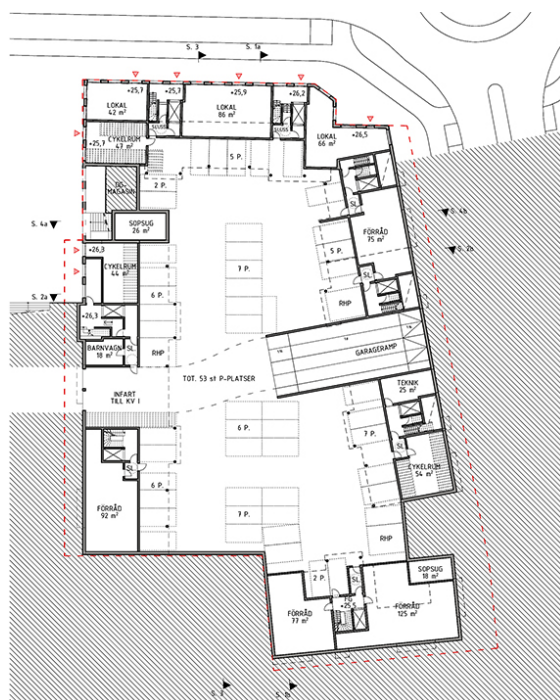 S. 3
S. 1a
+25,7
+25,7
+25,9
+26,2
LOKAL
42 m²
LOKAL
86 m²
LOKAL
66 m²
+26,5
SLUSS
SLUSS
+25,7
CYKELRUM
47 m²
5 P.
2 P.
MAGASIN
SOPSUG
26 m²
SL
FÖRRÅD
75 m²
S. 4a
S. 4b
S. 2b
+26,3
CYKELRUM
44 m²
7 P.
5 P.
SL
6 P.
RHP
S. 2a
+26,3
BARNVAGN
18 m²
SL
RHP
GARAGERAMP
TOT. 53 st P-PLATSER
TEKNIK
25 m²
INFART
TILL KV I
6 P.
7 P.
SL
SL
CYKELRUM
54 m²
6 P.
FÖRRÅD
92 m²
7 P.
RHP
2 P.
SL
SOPSUG
18 m²
+25,5
FÖRRÅD
77 m²
FÖRRÅD
125 m²
S. 3
S. 1b